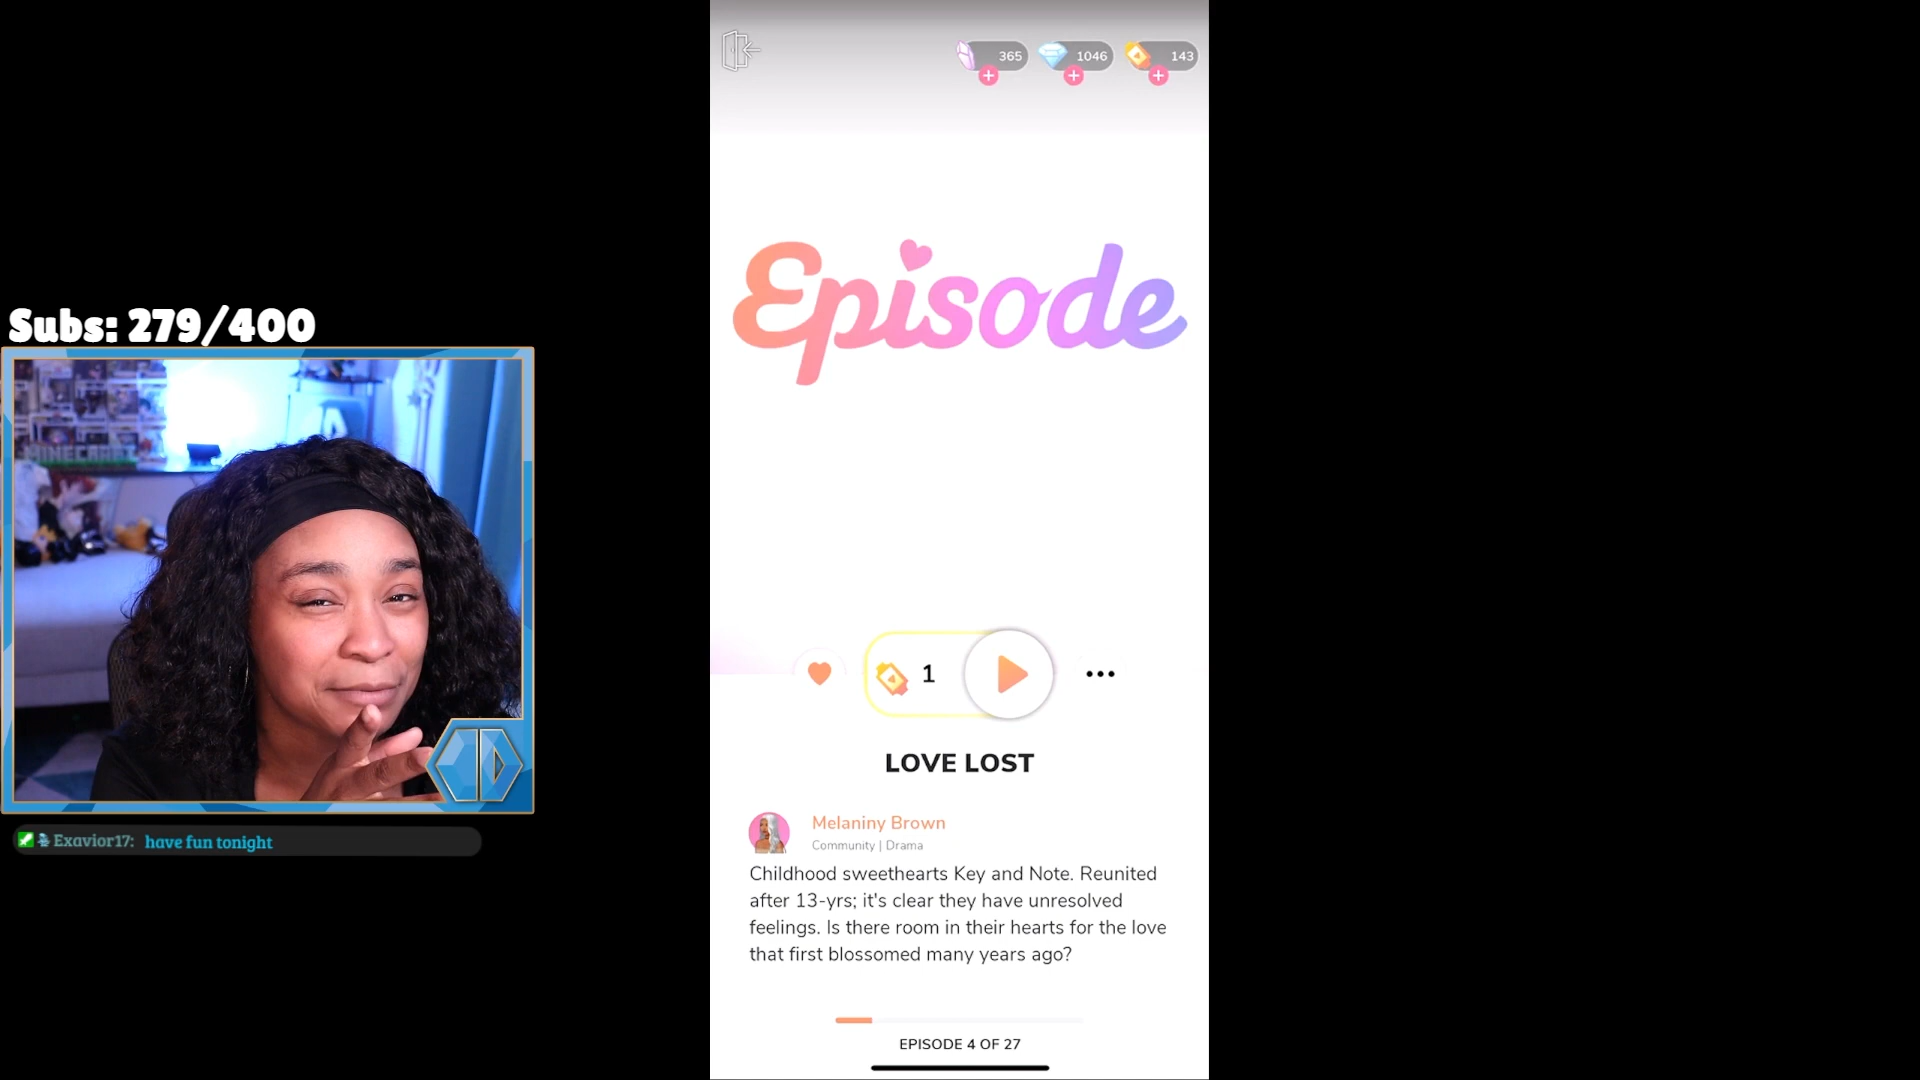 365
1046
143
Episode
Subs: 279/400
MINECRAFT
Exavior17: have fun tonight
1
LOVE LOST
Melaniny Brown
Community | Drama
Childhood sweethearts Key and Note. Reunited
after 13-yrs; it's clear they have unresolved
feelings. Is there room in their hearts for the love
that first blossomed many years ago?
EPISODE 4 OF 27